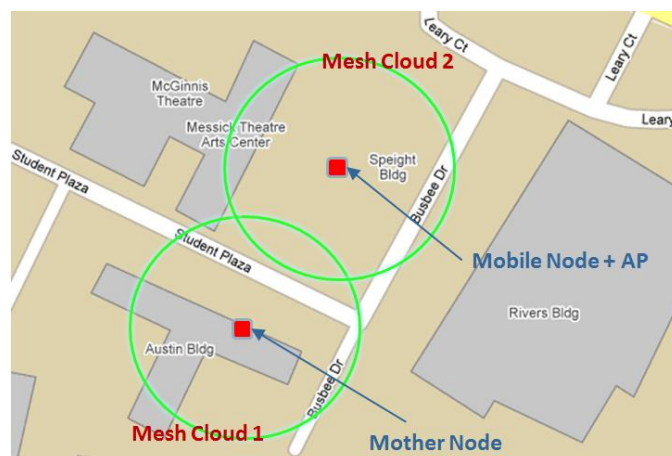 Leary Ct
Leary Ct
Mesh Cloud 2
McGinnis
Theatre
Messick Theatre
Arts Center
Leary
Speight
Bldg
Student Plaza
Busbee Dr
Student Plaza
Mobile Node + AP
Rivers Bldg
Austin Bldg
Busbee Dr
Mesh Cloud 1
Mother Node